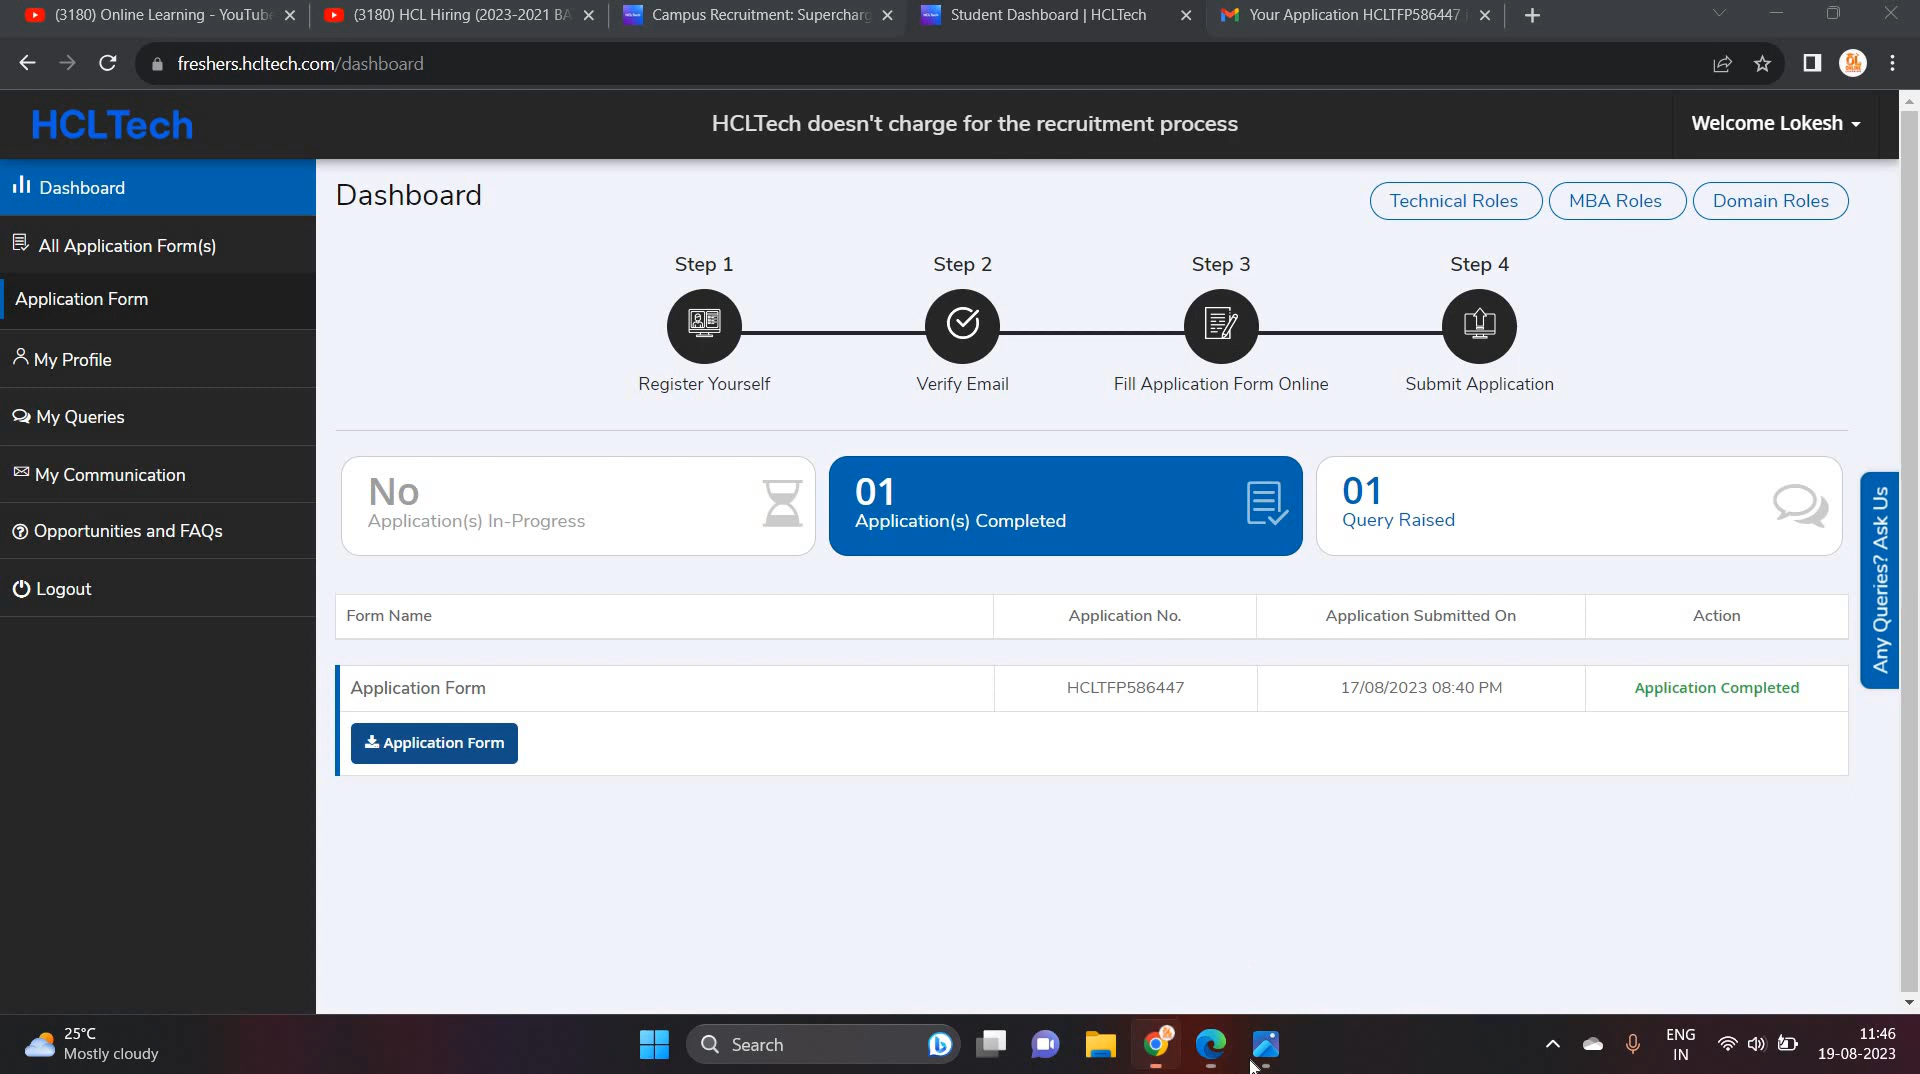 (3180) Online Learning - YouTube
(3180) HCL Hiring (2023-2021 BA
Campus Recruitment: Supercharg
Student Dashboard | HCLTech
Your Application HCLTFP586447
freshers.hcltech.com/dashboard
HCLTech
HCLTech doesn't charge for the recruitment process
Welcome Lokesh
Dashboard
All Application Form(s)
Application Form
My Profile
My Queries
My Communication
Opportunities and FAQs
Logout
Dashboard
Technical Roles
MBA Roles
Domain Roles
Step 1
Step 2
Step 3
Step 4
Register Yourself
Verify Email
Fill Application Form Online
Submit Application
No
Application(s) In-Progress
01
Application(s) Completed
01
Query Raised
Any Queries? Ask Us
Form Name
Application No.
Application Submitted On
Action
Application Form
HCLTFP586447
17/08/2023 08:40 PM
Application Completed
Application Form
25°C
Mostly cloudy
Search
ENG
IN
11:46
19-08-2023